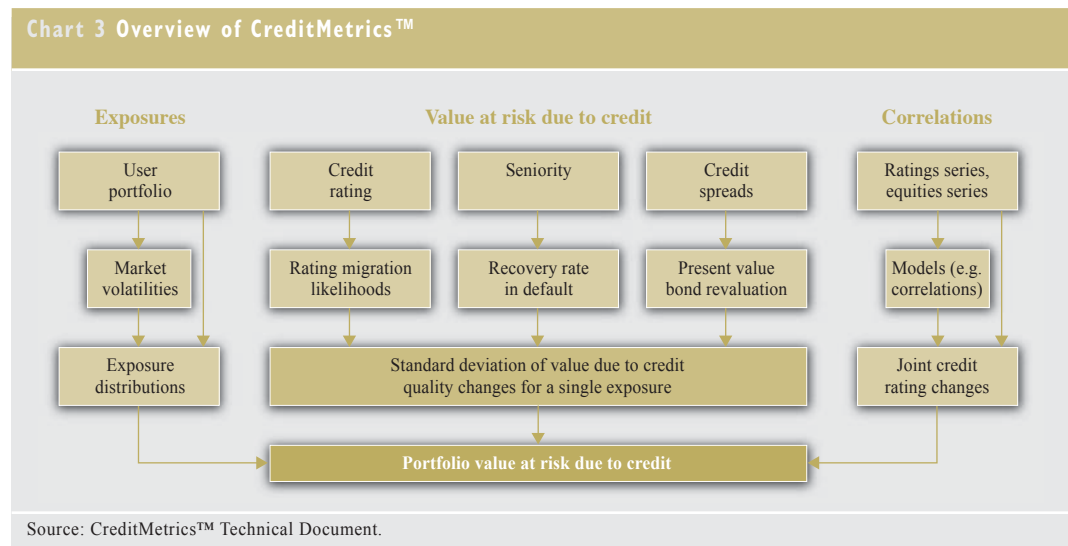 Chart 3 Overview of CreditMetrics™
Exposures
Value at risk due to credit
Correlations
User
portfolio
Credit
rating
Seniority
Credit
spreads
Ratings series,
equities series
Market
volatilities
Rating migration
likelihoods
Recovery rate
in default
Present value
bond revaluation
Models (e.g.
correlations)
Exposure
distributions
Standard deviation of value due to credit
quality changes for a single exposure
Joint credit
rating changes
Portfolio value at risk due to credit
Source: CreditMetrics™ Technical Document.